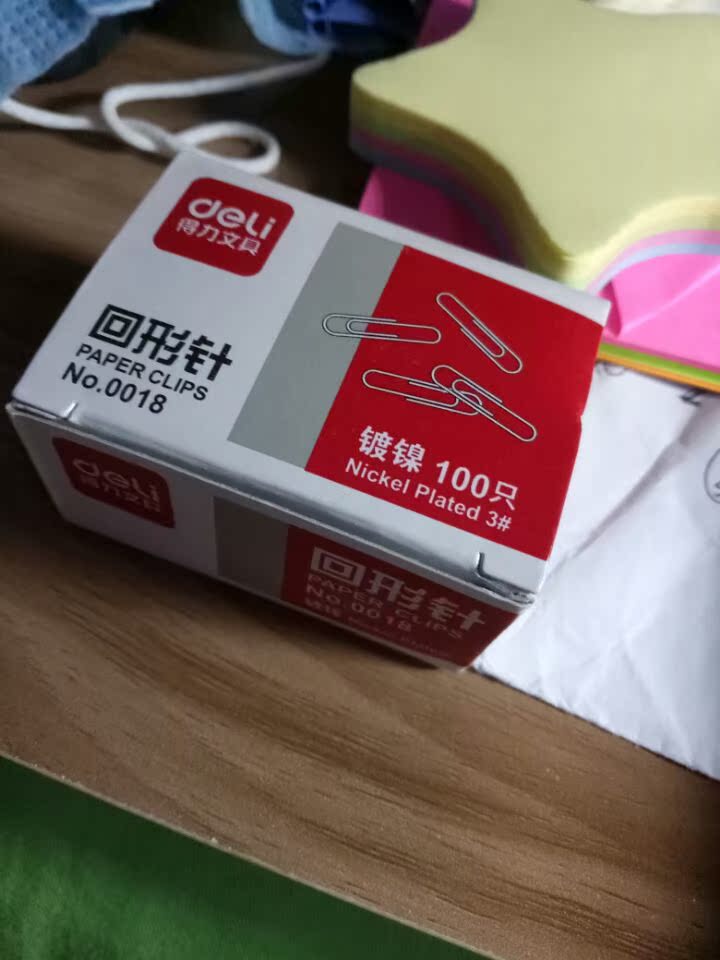 deli
得力文具
回形针
PAPER CLIPS
No.0018
镀镍 100只
Nickel Plated 3#
deli
得力文具
回形针
PAPER CLIPS
No.0018